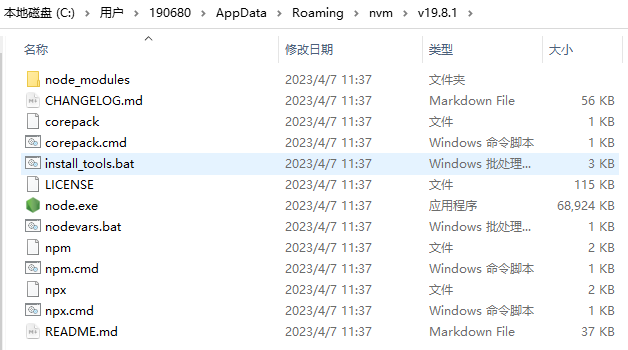 本地磁盘 (C:) > 用户 > 190680 > AppData > Roaming > nvm > v19.8.1 >
名称 修改日期 类型 大小
node_modules 2023/4/7 11:37 文件夹
CHANGELOG.md 2023/4/7 11:37 Markdown File 56 KB
corepack 2023/4/7 11:37 文件 1 KB
corepack.cmd 2023/4/7 11:37 Windows 命令脚本 1 KB
install_tools.bat 2023/4/7 11:37 Windows 批处理... 3 KB
LICENSE 2023/4/7 11:37 文件 115 KB
node.exe 2023/4/7 11:37 应用程序 68,924 KB
nodevars.bat 2023/4/7 11:37 Windows 批处理... 1 KB
npm 2023/4/7 11:37 文件 2 KB
npm.cmd 2023/4/7 11:37 Windows 命令脚本 1 KB
npx 2023/4/7 11:37 文件 2 KB
npx.cmd 2023/4/7 11:37 Windows 命令脚本 1 KB
README.md 2023/4/7 11:37 Markdown File 37 KB